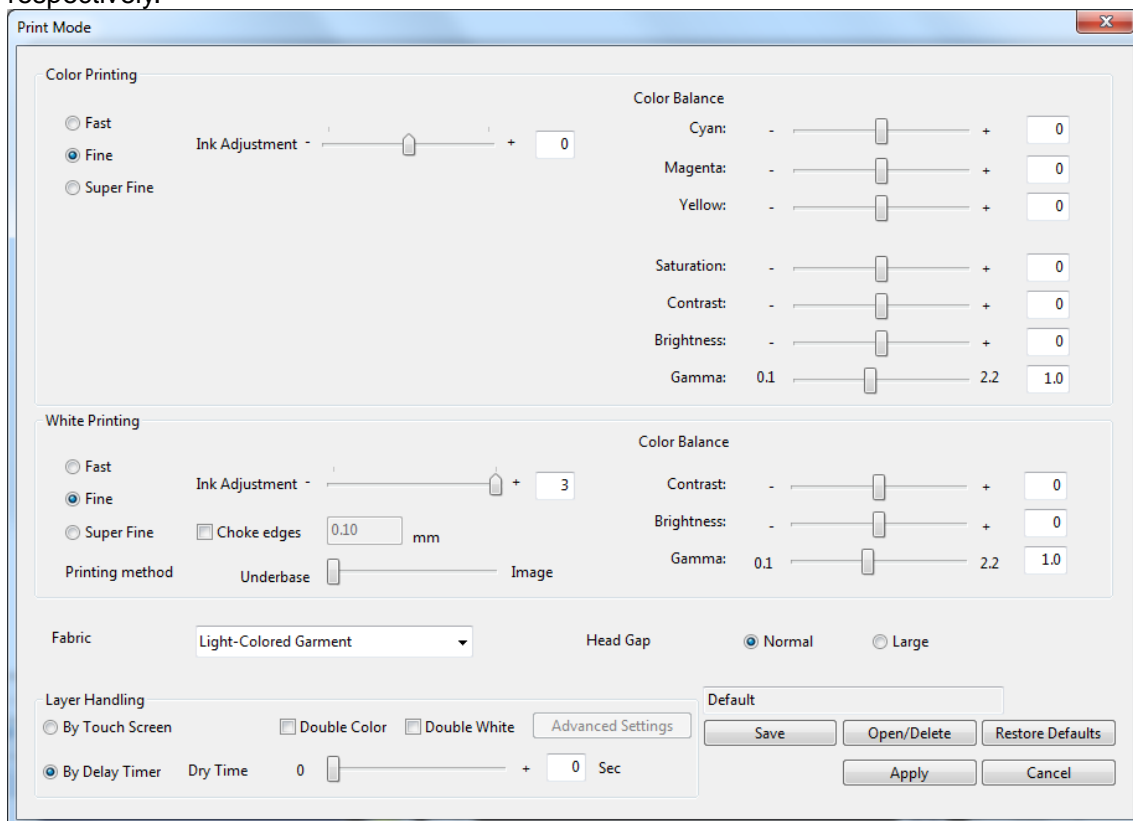 respectively.
Print Mode
Color Printing
Fast
Fine
Super Fine
Ink Adjustment - + 0
Color Balance
Cyan: - + 0
Magenta: - + 0
Yellow: - + 0
Saturation: - + 0
Contrast: - + 0
Brightness: - + 0
Gamma: 0.1 2.2 1.0
White Printing
Fast
Fine
Super Fine
Ink Adjustment - + 3
Choke edges 0.10 mm
Printing method Underbase Image
Color Balance
Contrast: - + 0
Brightness: - + 0
Gamma: 0.1 2.2 1.0
Fabric Light-Colored Garment Head Gap Normal Large
Layer Handling
By Touch Screen Double Color Double White Advanced Settings
By Delay Timer Dry Time 0 + 0 Sec
Default
Save Open/Delete Restore Defaults
Apply Cancel